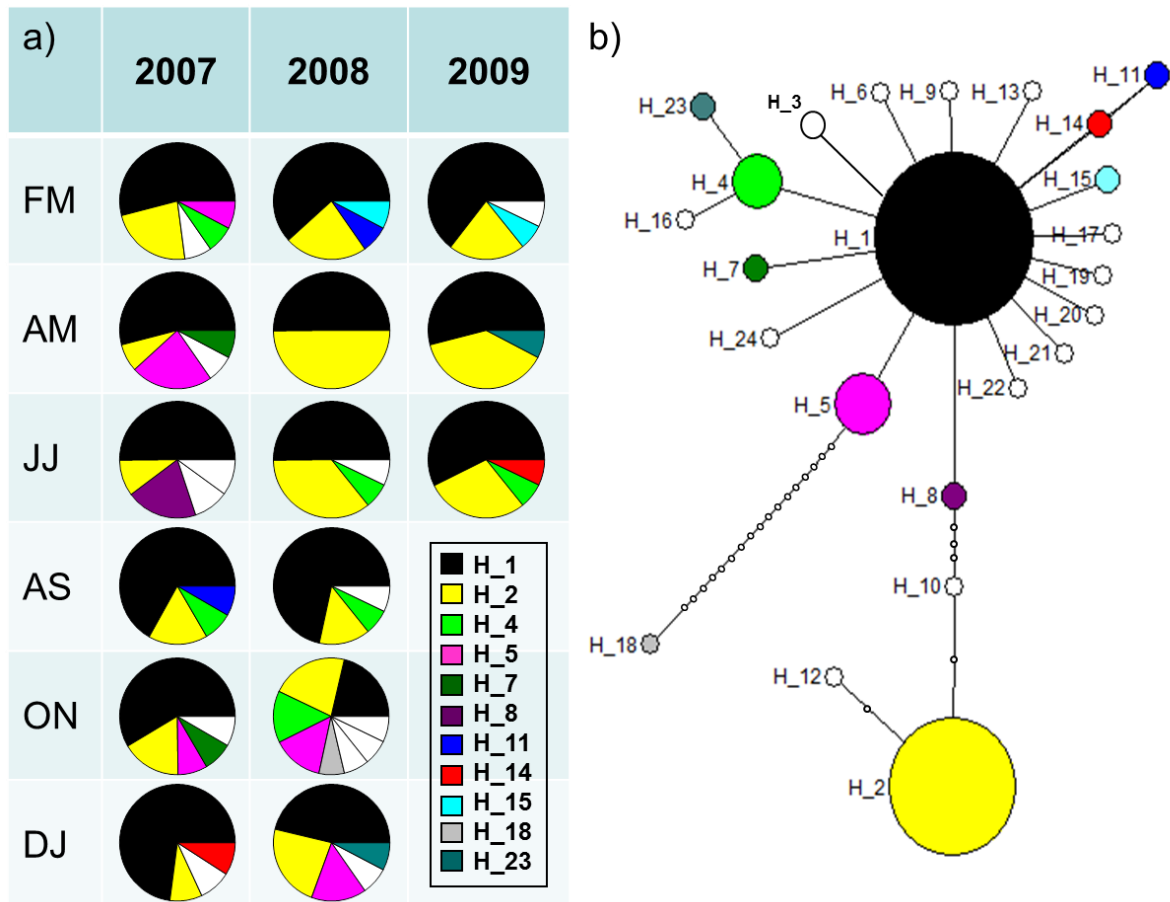 a)
2007
2008
2009
FM
AM
JJ
AS
ON
DJ
H_1
H_2
H_4
H_5
H_7
H_8
H_11
H_14
H_15
H_18
H_23
b)
H_11
H_6
H_9
H_13
H_23
H_3
H_14
H_4
H_15
H_16
H_1
H_17
H_7
H_19
H_20
H_24
H_21
H_22
H_5
H_8
H_10
H_18
H_12
H_2